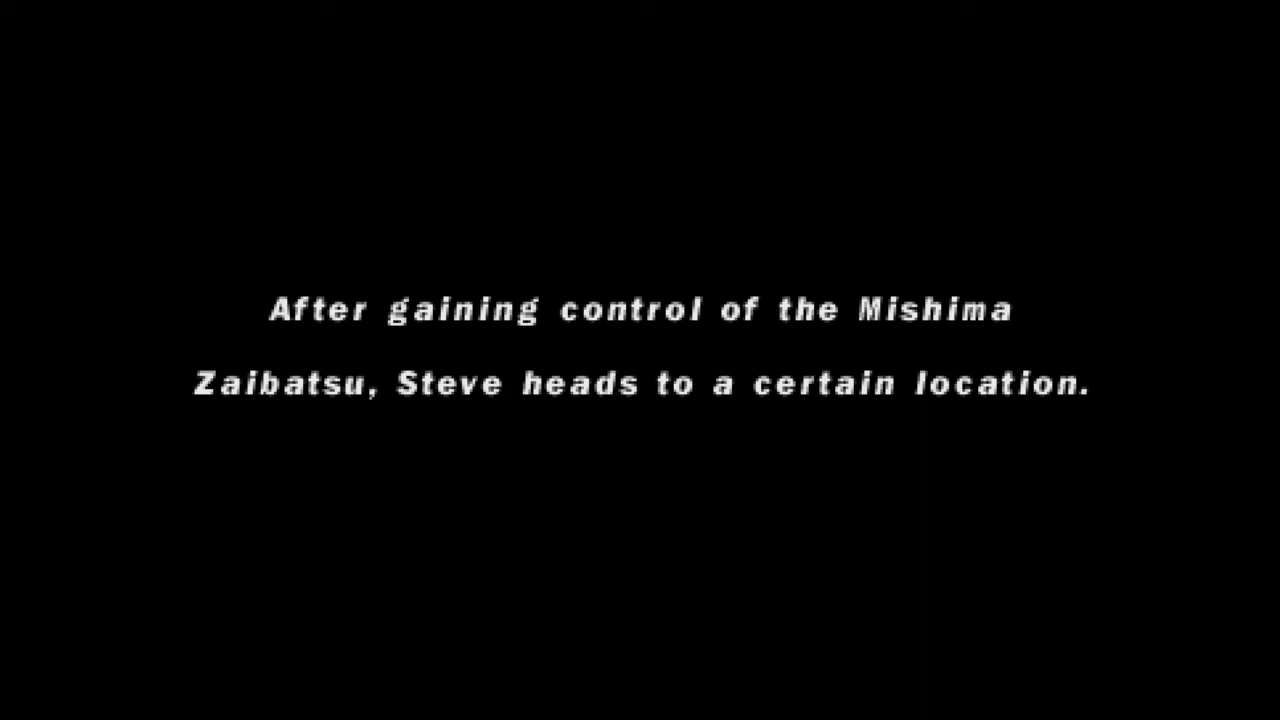 After gaining control of the Mishima
Zaibatsu, Steve heads to a certain location.